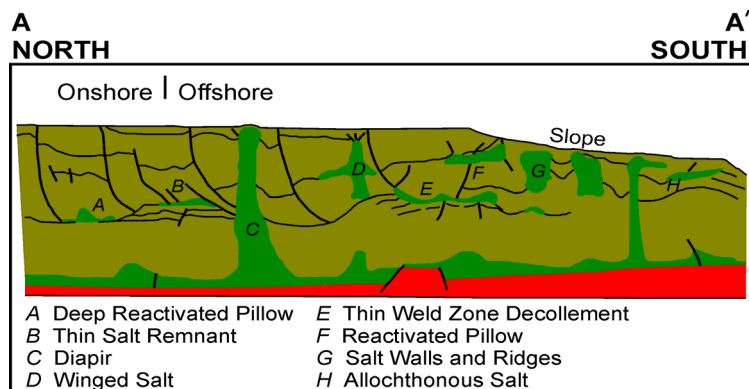 A A′
NORTH SOUTH
Onshore | Offshore
Slope
A
B
C
D
E
F
G
H
A Deep Reactivated Pillow E Thin Weld Zone Decollement
B Thin Salt Remnant F Reactivated Pillow
C Diapir G Salt Walls and Ridges
D Winged Salt H Allochthonous Salt